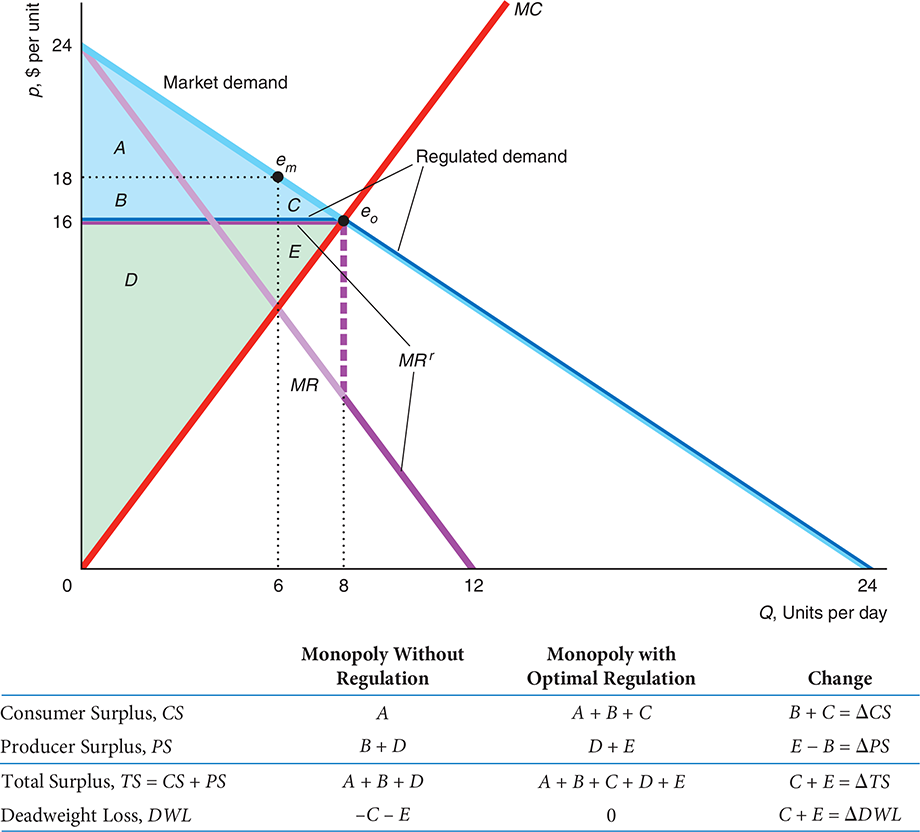 MC
p, $ per unit
24
Market demand
A
e_m
Regulated demand
18
B
C
e_o
16
E
D
MR^r
MR
0
6
8
12
24
Q, Units per day
Monopoly Without Regulation
Monopoly with Optimal Regulation
Change
Consumer Surplus, CS
A
A + B + C
B + C = ΔCS
Producer Surplus, PS
B + D
D + E
E − B = ΔPS
Total Surplus, TS = CS + PS
A + B + D
A + B + C + D + E
C + E = ΔTS
Deadweight Loss, DWL
–C – E
0
C + E = ΔDWL